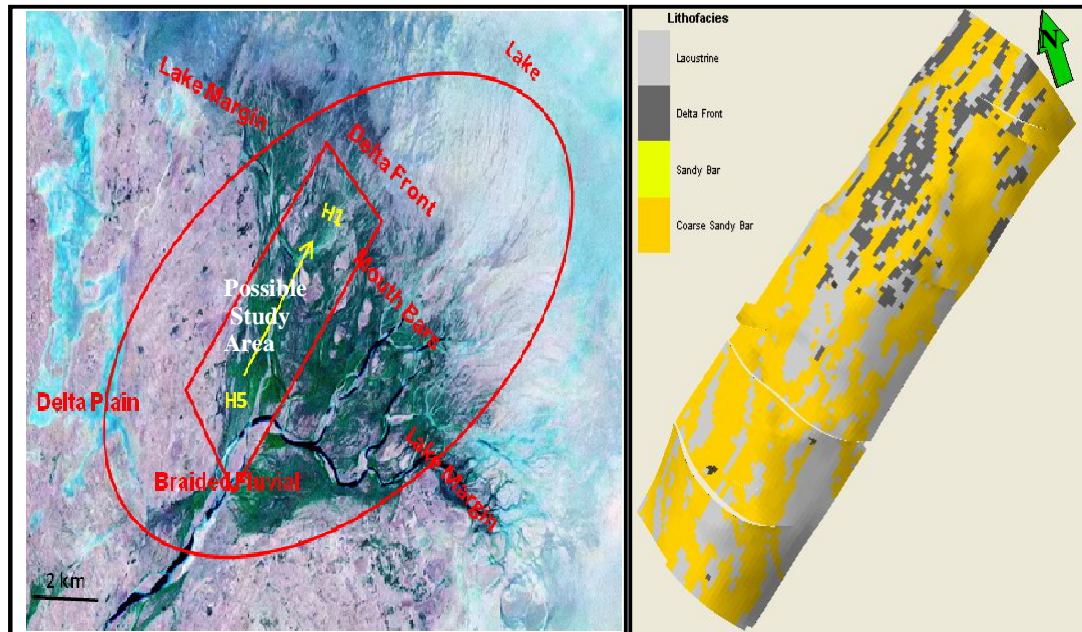 Lake
Lake Margin
Delta Front
H1
Mouth Bars
Possible
Study
Area
H5
Delta Plain
Braided Fluvial
Lake Margin
2 km
Lithofacies
Lacustrine
Delta Front
Sandy Bar
Coarse Sandy Bar
N